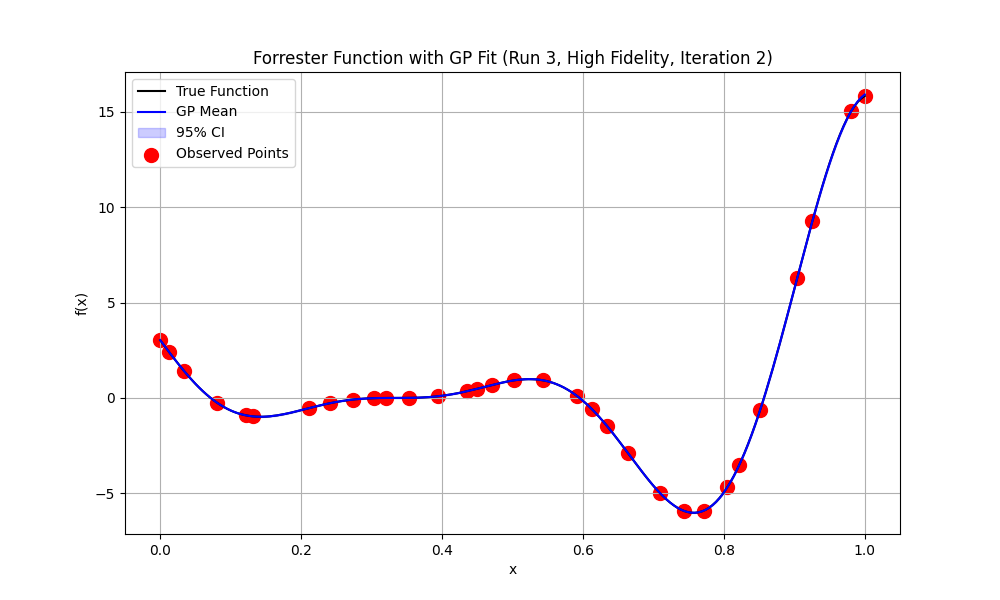 Forrester Function with GP Fit (Run 3, High Fidelity, Iteration 2)
True Function
GP Mean
95% CI
Observed Points
15
10
5
0
−5
f(x)
0.0 0.2 0.4 0.6 0.8 1.0
x